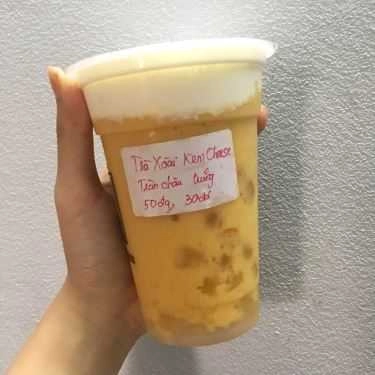 Trà Xoài Kem Cheese
Trân châu trắng
50đg, 30đá